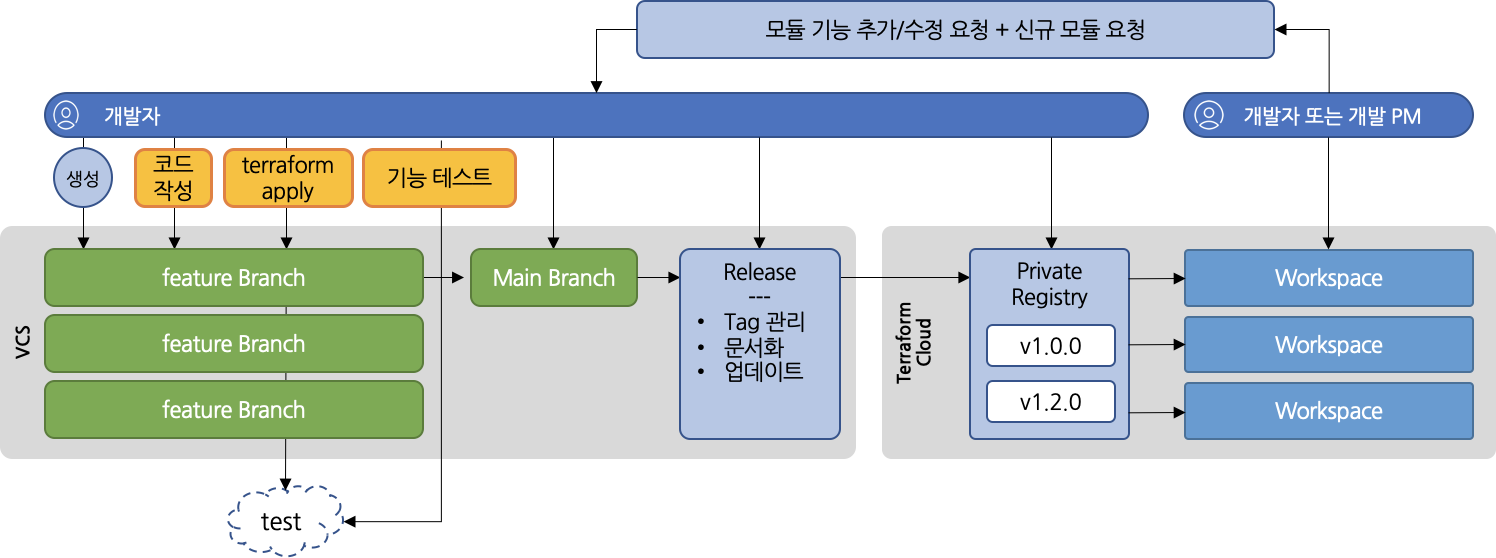 모듈 기능 추가/수정 요청 + 신규 모듈 요청
개발자
개발자 또는 개발 PM
생성
코드
작성
terraform
apply
기능 테스트
VCS
feature Branch
feature Branch
feature Branch
Main Branch
Release
---
• Tag 관리
• 문서화
• 업데이트
Terraform
Cloud
Private
Registry
v1.0.0
v1.2.0
Workspace
Workspace
Workspace
test